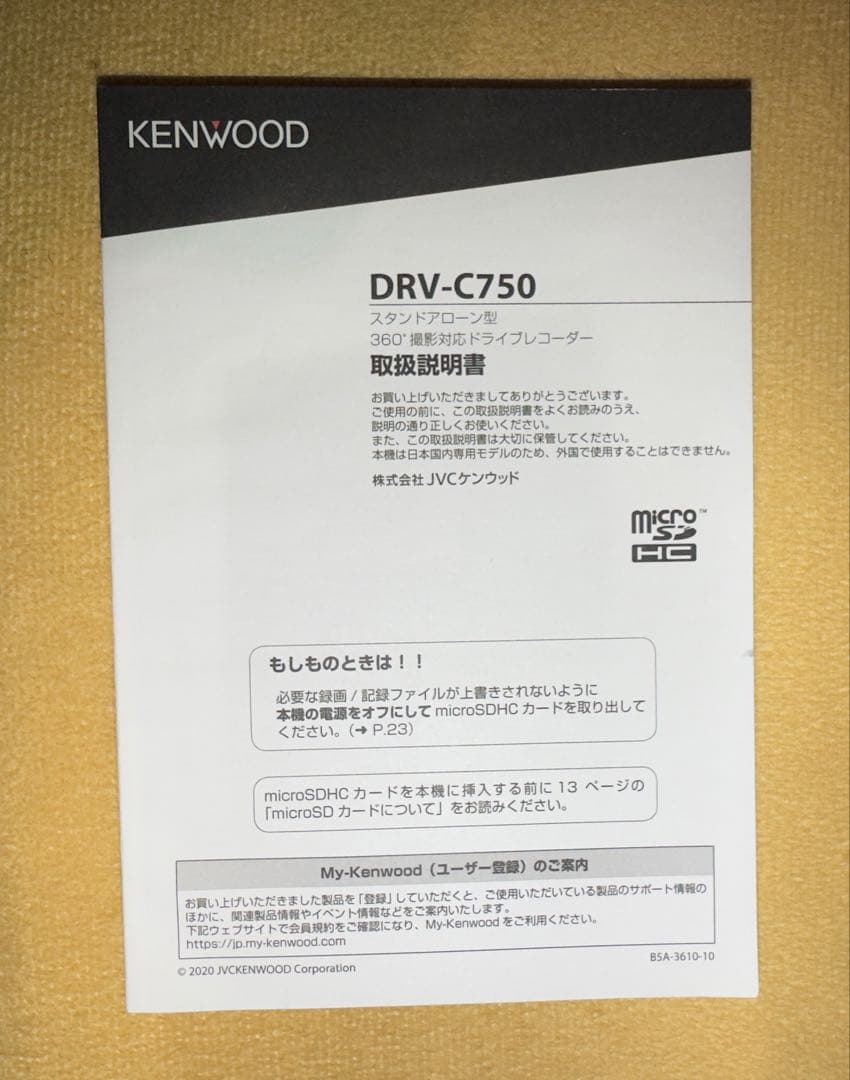 KENWOOD
DRV-C750
スタンドアローン型
360°撮影対応ドライブレコーダー
取扱説明書
お買い上げいただきましてありがとうございます。
ご使用の前に、この取扱説明書をよくお読みのうえ、
説明の通り正しくお使いください。
また、この取扱説明書は大切に保管してください。
本機は日本国内専用モデルのため、外国で使用することはできません。
株式会社 JVCケンウッド
micro™
SD
HC
もしものときは！！
必要な録画 / 記録ファイルが上書きされないように
本機の電源をオフにして microSDHC カードを取り出して
ください。(➜ P.23)
microSDHC カードを本機に挿入する前に 13 ページの
「microSD カードについて」をお読みください。
My-Kenwood（ユーザー登録）のご案内
お買い上げいただきました製品を「登録」していただくと、ご使用いただいている製品のサポート情報の
ほかに、関連製品情報やイベント情報などをご案内いたします。
下記ウェブサイトで会員規約をご確認になり、My-Kenwood をご利用ください。
https://jp.my-kenwood.com
© 2020 JVCKENWOOD Corporation
B5A-3610-10